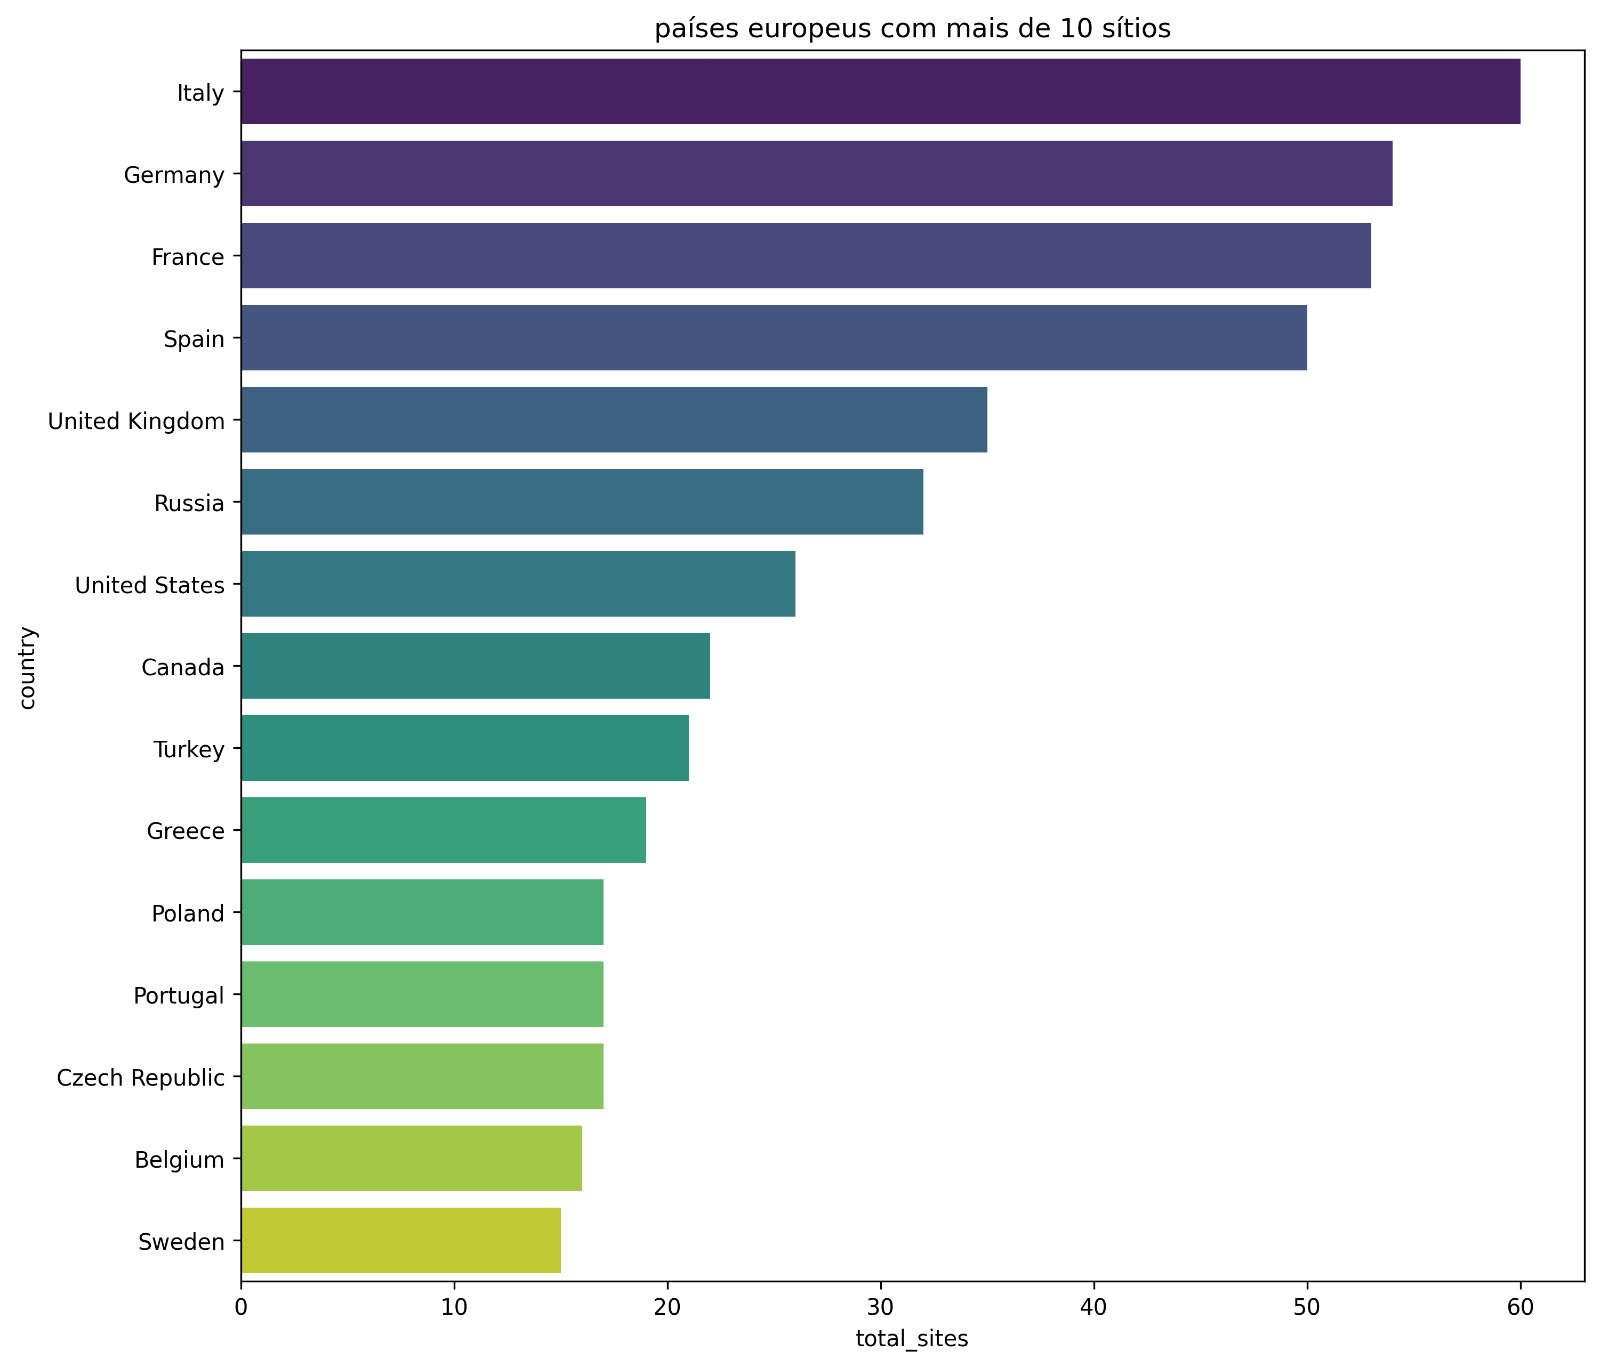 países europeus com mais de 10 sítios
Italy
Germany
France
Spain
United Kingdom
Russia
United States
Canada
Turkey
Greece
Poland
Portugal
Czech Republic
Belgium
Sweden
country
0 10 20 30 40 50 60
total_sites